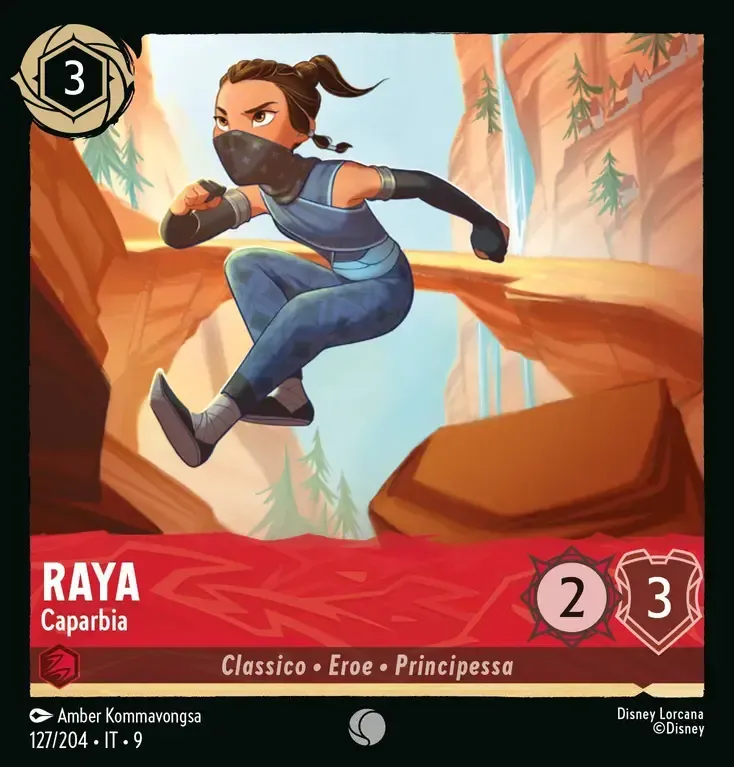 3
RAYA
Caparbia
2
3
Classico • Eroe • Principessa
Amber Kommavongsa
127/204 • IT • 9
Disney Lorcana
©Disney